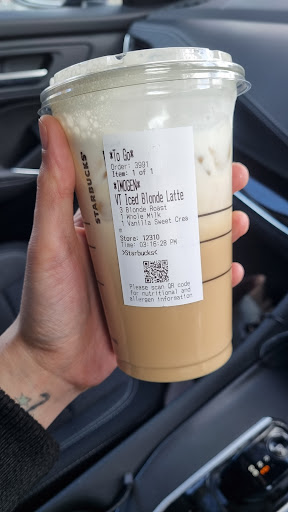 STARBUCKS
*To Go*
Order: 3991
Item: 1 of 1
*IMOGEN*
VT Iced Blonde Latte
3 Blonde Roast
1 Whole Milk
1 Vanilla Sweet Crea
m
Store: 12310
Time: 03:16:28 PM
>Starbucks<
Please scan QR code
for nutritional and
allergen information